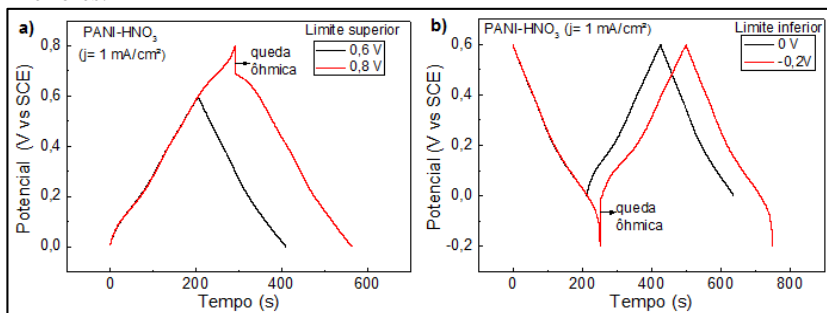 a)
PANI-HNO₃
(j= 1 mA/cm²)
Limite superior
0,6 V
0,8 V
queda
ôhmica
0,8
0,6
0,4
0,2
0,0
Potencial (V vs SCE)
0
200
400
600
Tempo (s)
b)
PANI-HNO₃ (j= 1 mA/cm²)
Limite inferior
0 V
-0,2V
queda
ôhmica
0,6
0,4
0,2
0,0
-0,2
Potencial (V vs SCE)
0
200
400
600
800
Tempo (s)